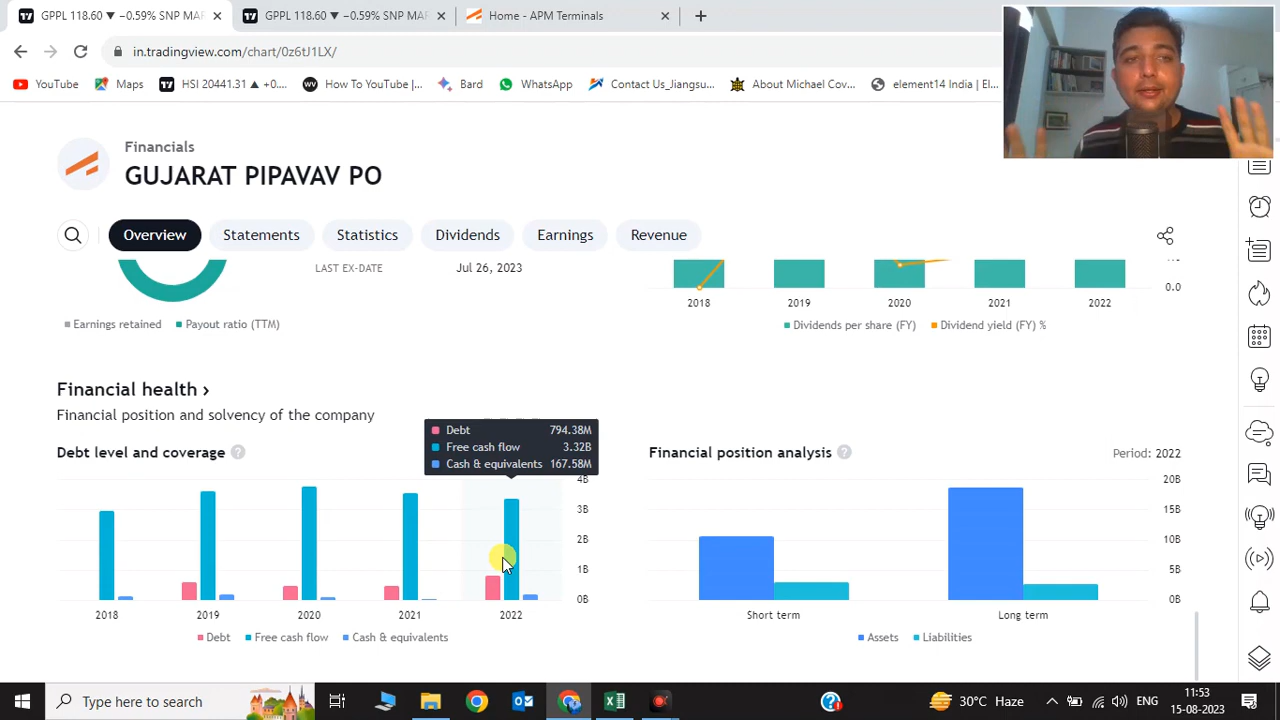 GPPL 118.60 ▼ −0.59% SNP MAR
GPPL 118.60 ▼ −0.59% SNP MAR
Home - APM Terminals
in.tradingview.com/chart/0z6tJ1LX/
YouTube
Maps
HSI 20441.31 ▲ +0....
How To YouTube |...
Bard
WhatsApp
Contact Us_Jiangsu...
About Michael Cov...
element14 India | El...
Financials
GUJARAT PIPAVAV PO
Overview
Statements
Statistics
Dividends
Earnings
Revenue
LAST EX-DATE
Jul 26, 2023
0.0
2018 2019 2020 2021 2022
Earnings retained
Payout ratio (TTM)
Dividends per share (FY)
Dividend yield (FY) %
Financial health ›
Financial position and solvency of the company
Debt 794.38M
Free cash flow 3.32B
Cash & equivalents 167.58M
Debt level and coverage ?
4B
3B
2B
1B
0B
2018 2019 2020 2021 2022
Debt
Free cash flow
Cash & equivalents
Financial position analysis ?
Period: 2022
20B
15B
10B
5B
0B
Short term
Long term
Assets
Liabilities
Type here to search
30°C Haze
ENG
11:53
15-08-2023